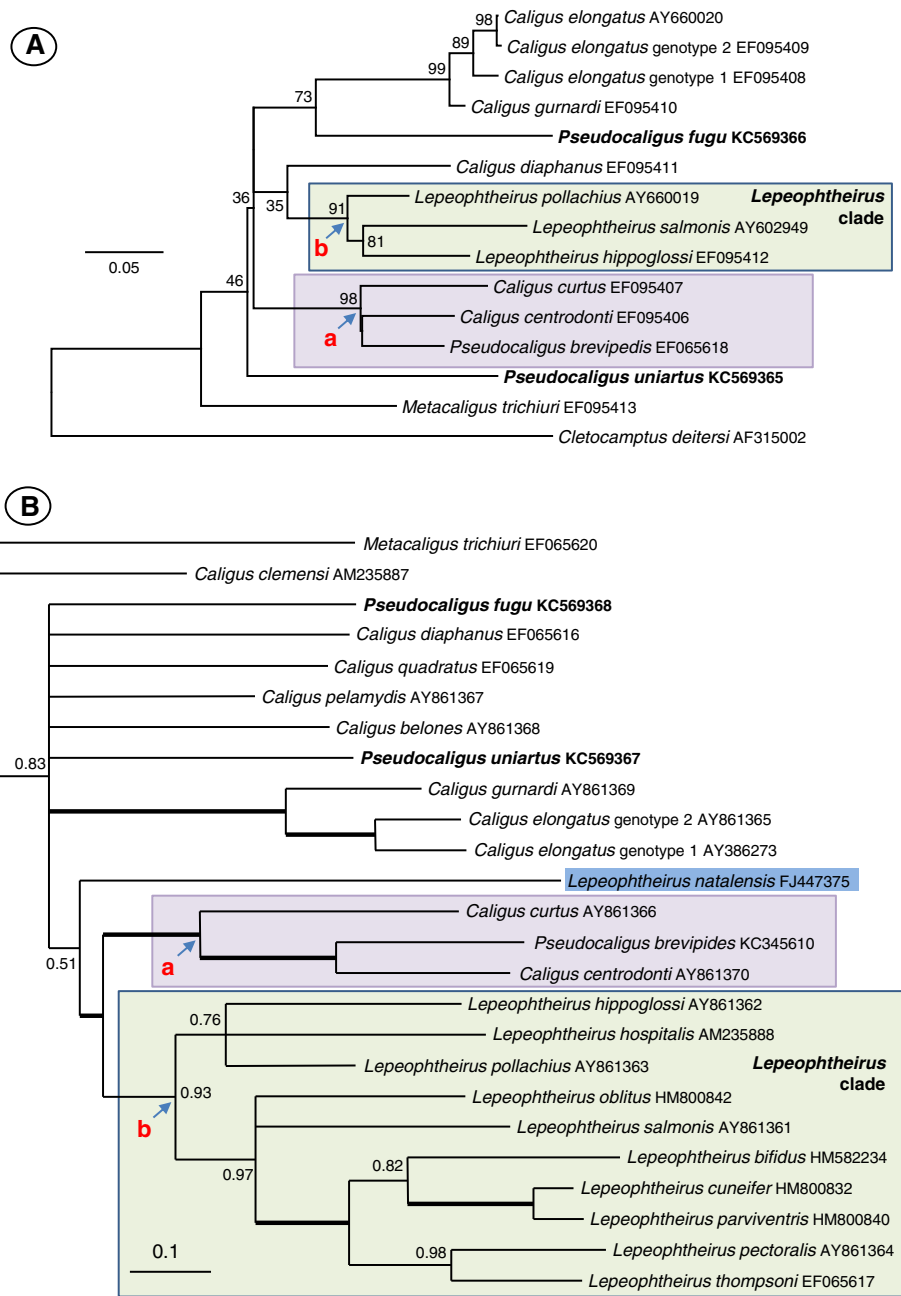 A
98
Caligus elongatus AY660020
89
Caligus elongatus genotype 2 EF095409
99
Caligus elongatus genotype 1 EF095408
73
Caligus gurnardi EF095410
Pseudocaligus fugu KC569366
Caligus diaphanus EF095411
36
35
91
Lepeophtheirus pollachius AY660019
Lepeophtheirus
clade
b
Lepeophtheirus salmonis AY602949
81
Lepeophtheirus hippoglossi EF095412
0.05
46
98
Caligus curtus EF095407
a
Caligus centrodonti EF095406
Pseudocaligus brevipedis EF065618
Pseudocaligus uniartus KC569365
Metacaligus trichiuri EF095413
Cletocamptus deitersi AF315002
B
Metacaligus trichiuri EF065620
Caligus clemensi AM235887
Pseudocaligus fugu KC569368
Caligus diaphanus EF065616
Caligus quadratus EF065619
Caligus pelamydis AY861367
Caligus belones AY861368
Pseudocaligus uniartus KC569367
0.83
Caligus gurnardi AY861369
Caligus elongatus genotype 2 AY861365
Caligus elongatus genotype 1 AY386273
Lepeophtheirus natalensis FJ447375
Caligus curtus AY861366
a
Pseudocaligus brevipides KC345610
0.51
Caligus centrodonti AY861370
Lepeophtheirus hippoglossi AY861362
0.76
Lepeophtheirus hospitalis AM235888
Lepeophtheirus pollachius AY861363
Lepeophtheirus
clade
0.93
b
Lepeophtheirus oblitus HM800842
Lepeophtheirus salmonis AY861361
0.97
0.82
Lepeophtheirus bifidus HM582234
Lepeophtheirus cuneifer HM800832
Lepeophtheirus parviventris HM800840
0.1
0.98
Lepeophtheirus pectoralis AY861364
Lepeophtheirus thompsoni EF065617